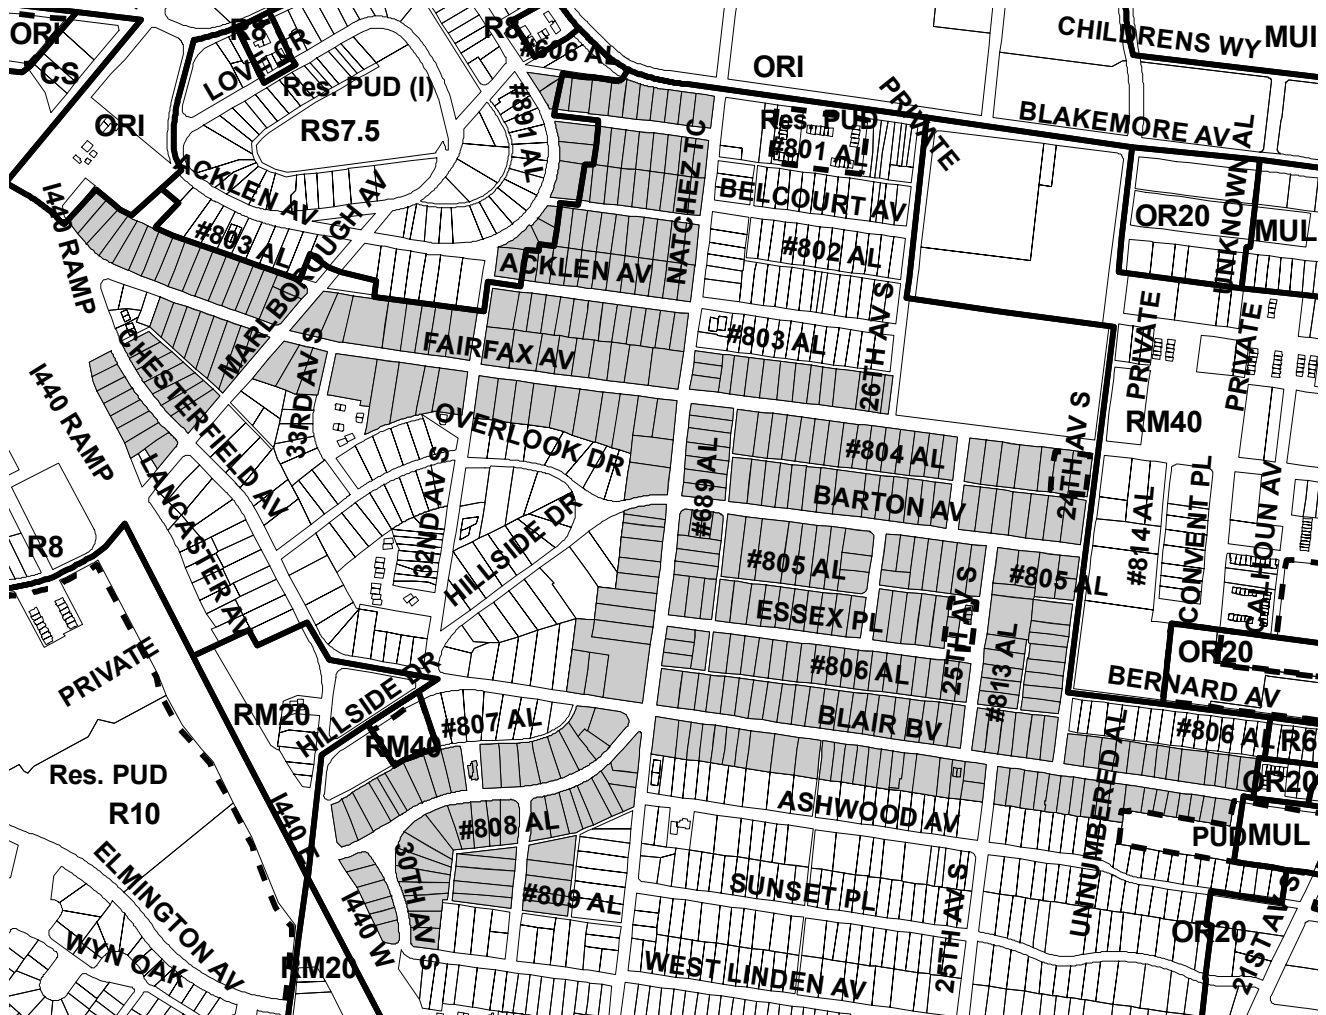 ORI
CS
ORI
R8
LOVE CR
Res. PUD (I)
RS7.5
R8
#606 AL
#891 AL
ORI
CHILDRENS WY
MUI
PRIVATE
BLAKEMORE AV
Res. PUD
#801 AL
NATCHEZ TC
BELCOURT AV
#802 AL
OR20
UNKNOWN AL
MUL
ACKLEN AV
I440 RAMP
#803 AL
MARLBOROUGH AV
ACKLEN AV
FAIRFAX AV
#803 AL
26TH AV S
PRIVATE
PRIVATE
RM40
CHESTERFIELD AV
33RD AV S
I440 RAMP
OVERLOOK DR
#689 AL
#804 AL
BARTON AV
24TH AV S
LANCASTER AV
32ND AV S
HILLSIDE DR
#814 AL
CONVENT PL
CALHOUN AV
R8
#805 AL
#805 AL
ESSEX PL
25TH AV S
#813 AL
#806 AL
PRIVATE
OR20
BERNARD AV
RM20
HILLSIDE DR
RM40
#807 AL
BLAIR BV
UNNUMBERED AL
#806 AL
R6
OR20
Res. PUD
R10
I440 E
#808 AL
ASHWOOD AV
PUD
MUL
ELMINGTON AV
30TH AV S
I440 W
#809 AL
SUNSET PL
25TH AV S
OR20
21ST AV S
WYN OAK
RM20
WEST LINDEN AV